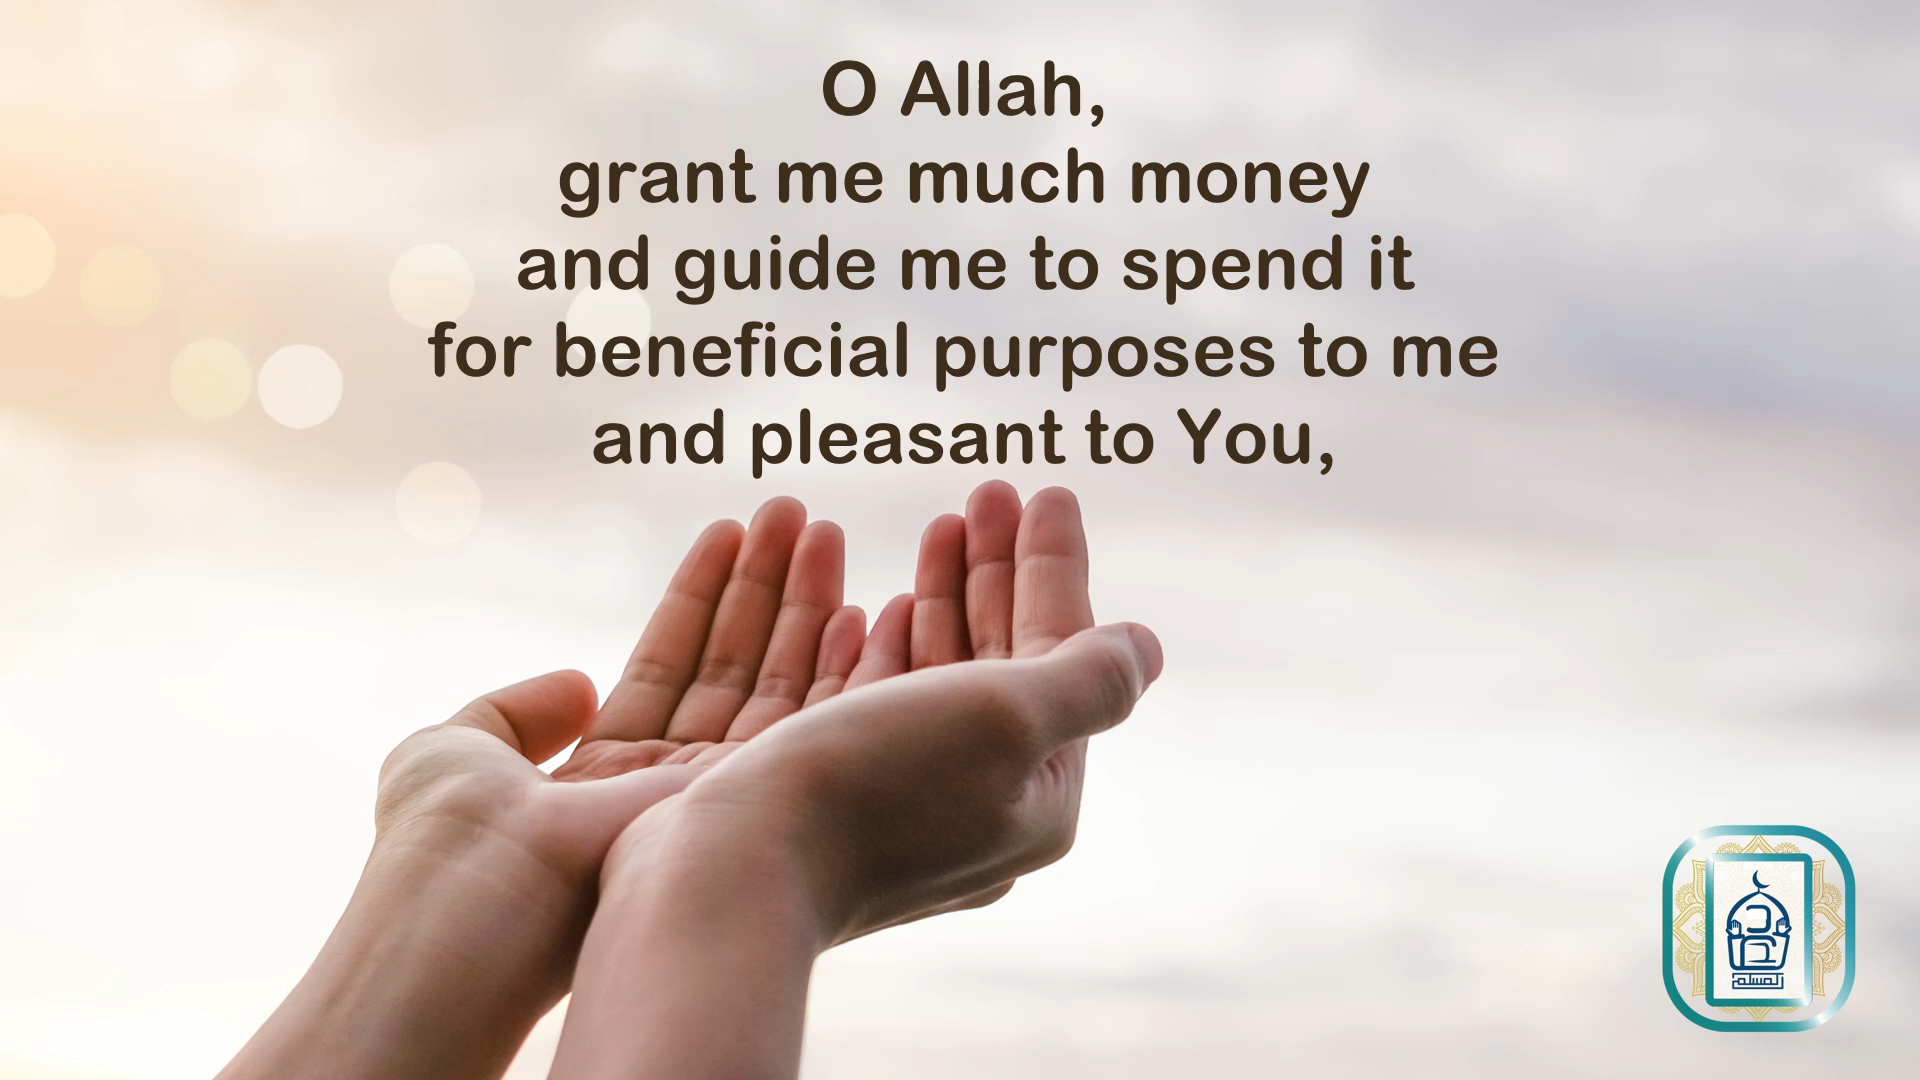 O Allah,
grant me much money
and guide me to spend it
for beneficial purposes to me
and pleasant to You,